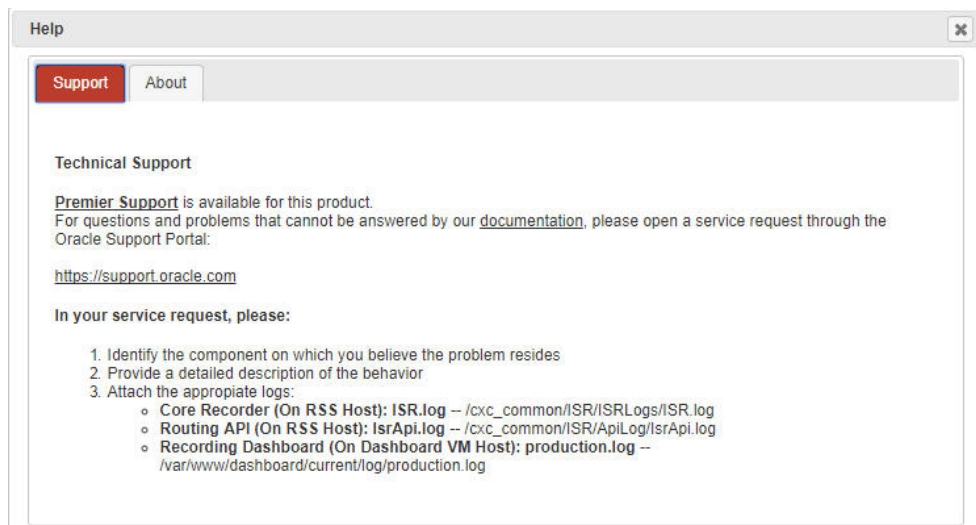 Help
Support
About
Technical Support
Premier Support is available for this product.
For questions and problems that cannot be answered by our documentation, please open a service request through the
Oracle Support Portal:
https://support.oracle.com
In your service request, please:
1. Identify the component on which you believe the problem resides
2. Provide a detailed description of the behavior
3. Attach the appropiate logs:
Core Recorder (On RSS Host): ISR.log -- /cxc_common/ISR/ISRLogs/ISR.log
Routing API (On RSS Host): IsrApi.log -- /cxc_common/ISR/ApiLog/IsrApi.log
Recording Dashboard (On Dashboard VM Host): production.log --
/var/www/dashboard/current/log/production.log